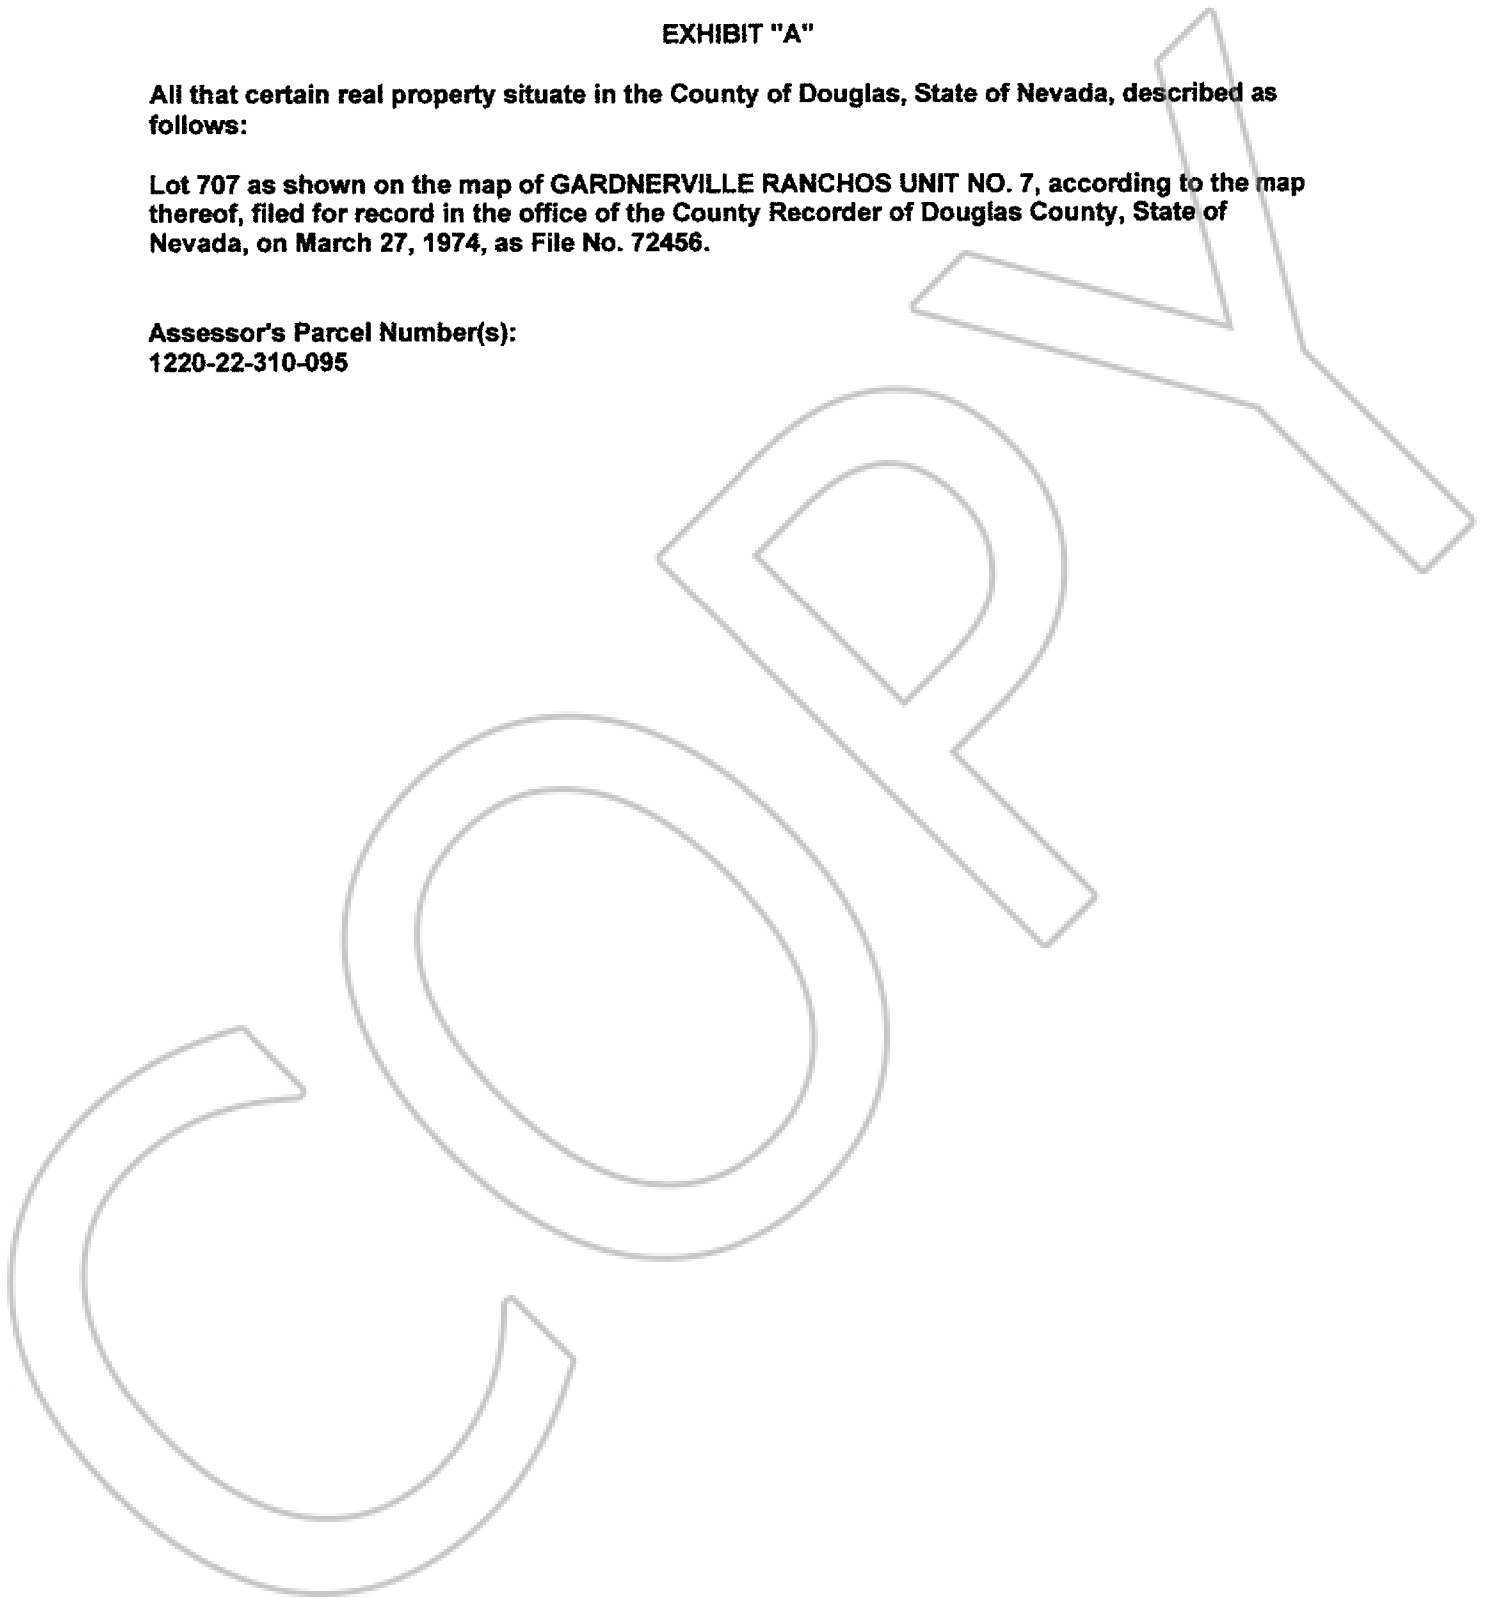 EXHIBIT "A"
All that certain real property situate in the County of Douglas, State of Nevada, described as
follows:
Lot 707 as shown on the map of GARDNERVILLE RANCHOS UNIT NO. 7, according to the map
thereof, filed for record in the office of the County Recorder of Douglas County, State of
Nevada, on March 27, 1974, as File No. 72456.
Assessor's Parcel Number(s):
1220-22-310-095
COPY